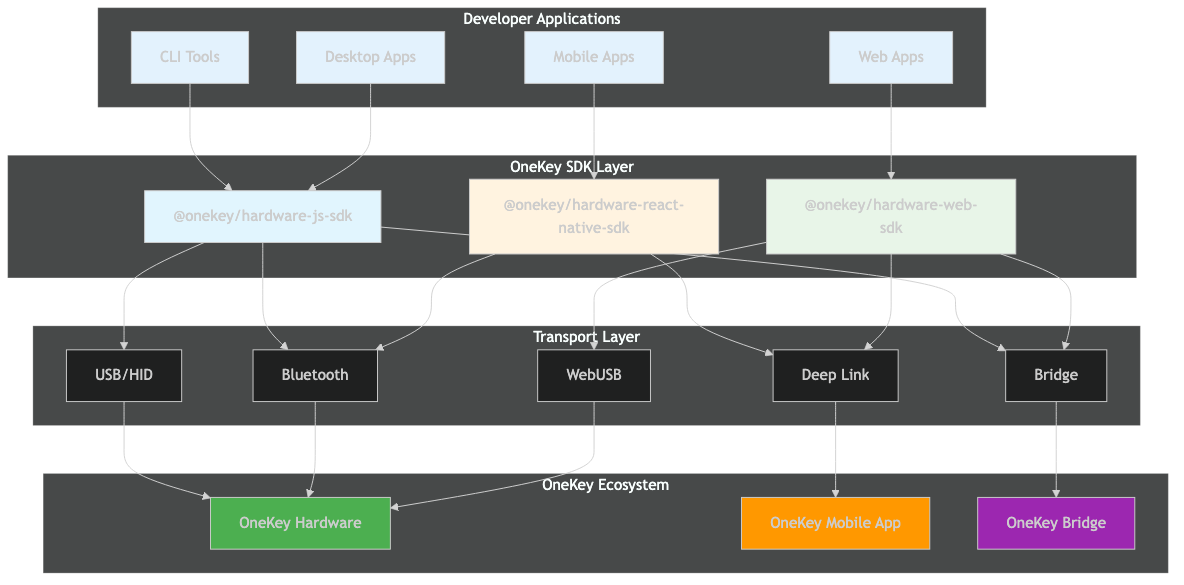 Developer Applications
CLI Tools
Desktop Apps
Mobile Apps
Web Apps
OneKey SDK Layer
@onekey/hardware-js-sdk
@onekey/hardware-react-
native-sdk
@onekey/hardware-web-
sdk
Transport Layer
USB/HID
Bluetooth
WebUSB
Deep Link
Bridge
OneKey Ecosystem
OneKey Hardware
OneKey Mobile App
OneKey Bridge